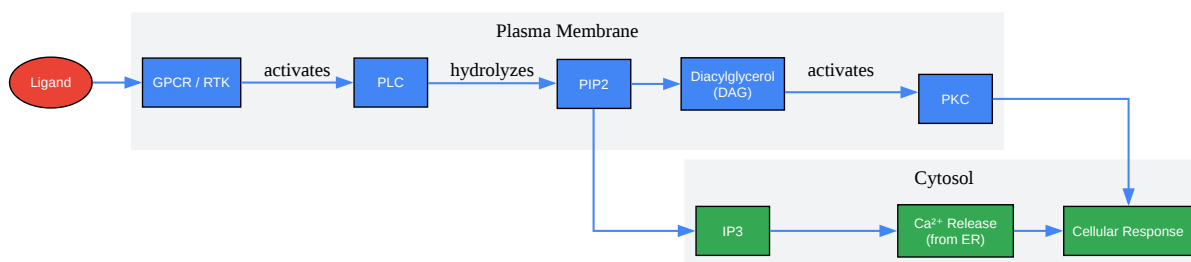 Plasma Membrane
Ligand
GPCR / RTK
activates
PLC
hydrolyzes
PIP2
Diacylglycerol
(DAG)
activates
PKC
Cytosol
IP3
Ca²⁺ Release
(from ER)
Cellular Response